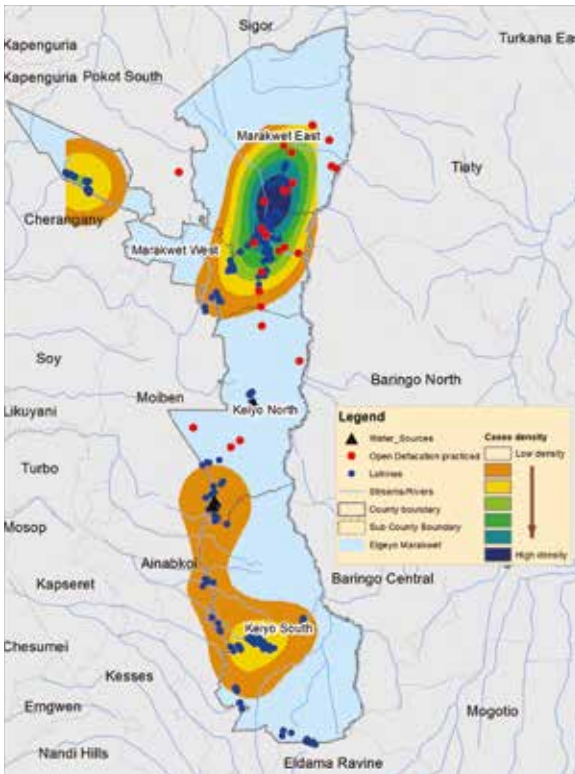 Sigor
Kapenguria
Turkana Eas
Kapenguria Pokot South
Marakwet East
Tiaty
Cherangany
Marakwet West
Soy
Baringo North
Moiben
Likuyani
Keiyo North
Turbo
Mosop
Ainabkoi
Kapseret
Baringo Central
Keiyo South
Chesumei
Kesses
Emgwen
Mogotio
Nandi Hills
Eldama Ravine
Legend
Water_Sources
Open Defacation practiced
Latrines
Streams/Rivers
County boundary
Sub County Boundary
Elgeyo Marakwet
Cases density
Low density
High density